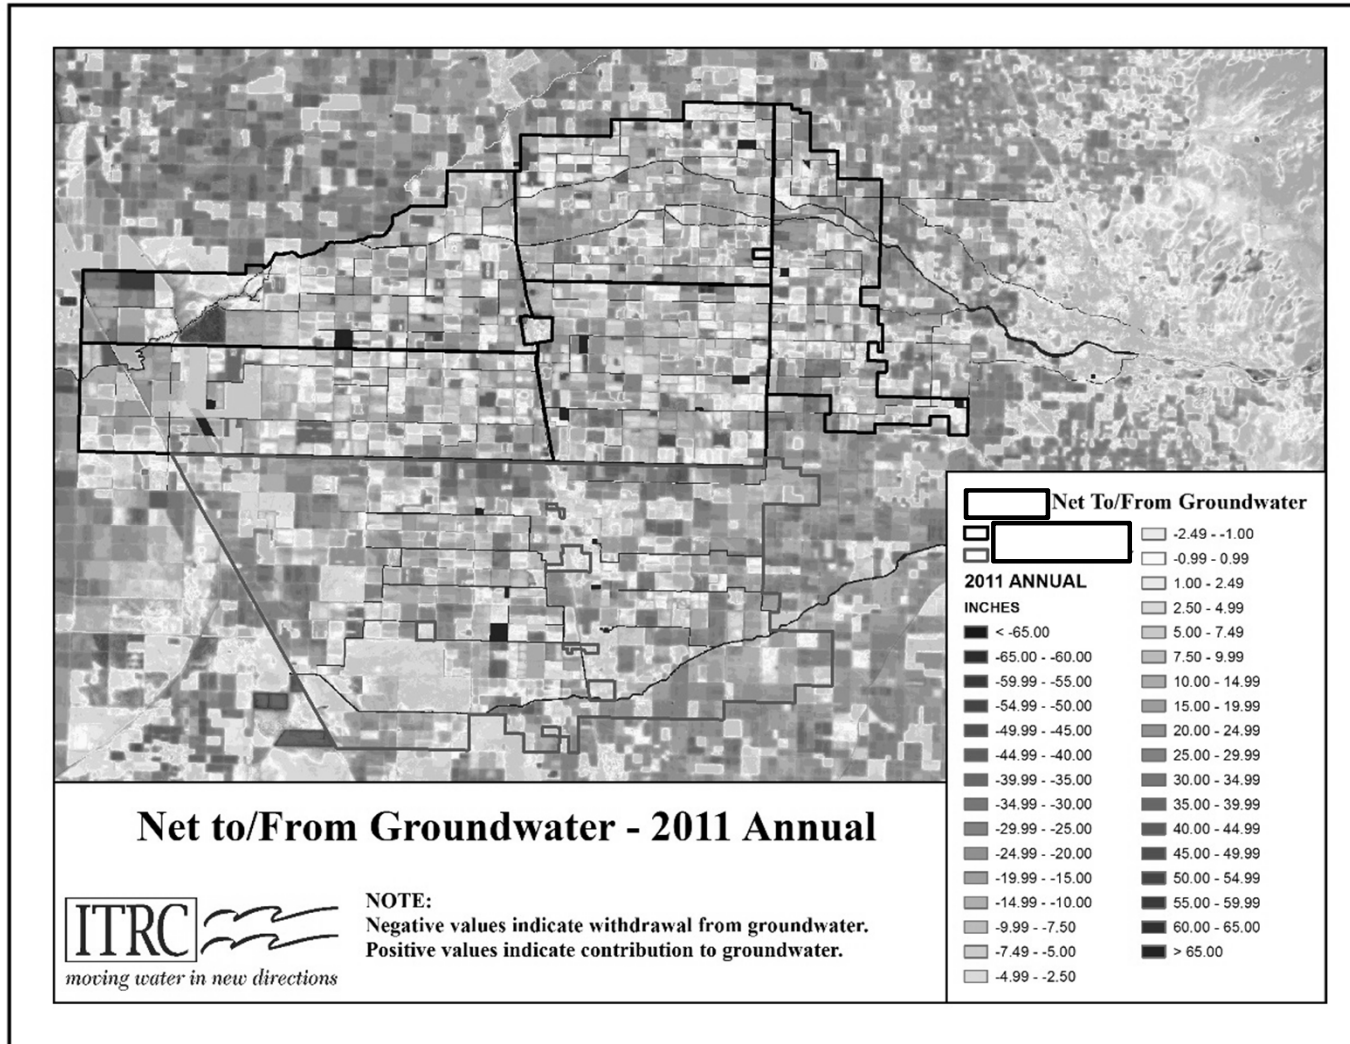 Net To/From Groundwater
2011 ANNUAL
INCHES
< -65.00
-65.00 - -60.00
-59.99 - -55.00
-54.99 - -50.00
-49.99 - -45.00
-44.99 - -40.00
-39.99 - -35.00
-34.99 - -30.00
-29.99 - -25.00
-24.99 - -20.00
-19.99 - -15.00
-14.99 - -10.00
-9.99 - -7.50
-7.49 - -5.00
-4.99 - -2.50
-2.49 - -1.00
-0.99 - 0.99
1.00 - 2.49
2.50 - 4.99
5.00 - 7.49
7.50 - 9.99
10.00 - 14.99
15.00 - 19.99
20.00 - 24.99
25.00 - 29.99
30.00 - 34.99
35.00 - 39.99
40.00 - 44.99
45.00 - 49.99
50.00 - 54.99
55.00 - 59.99
60.00 - 65.00
> 65.00
Net to/From Groundwater - 2011 Annual
ITRC
moving water in new directions
NOTE:
Negative values indicate withdrawal from groundwater.
Positive values indicate contribution to groundwater.